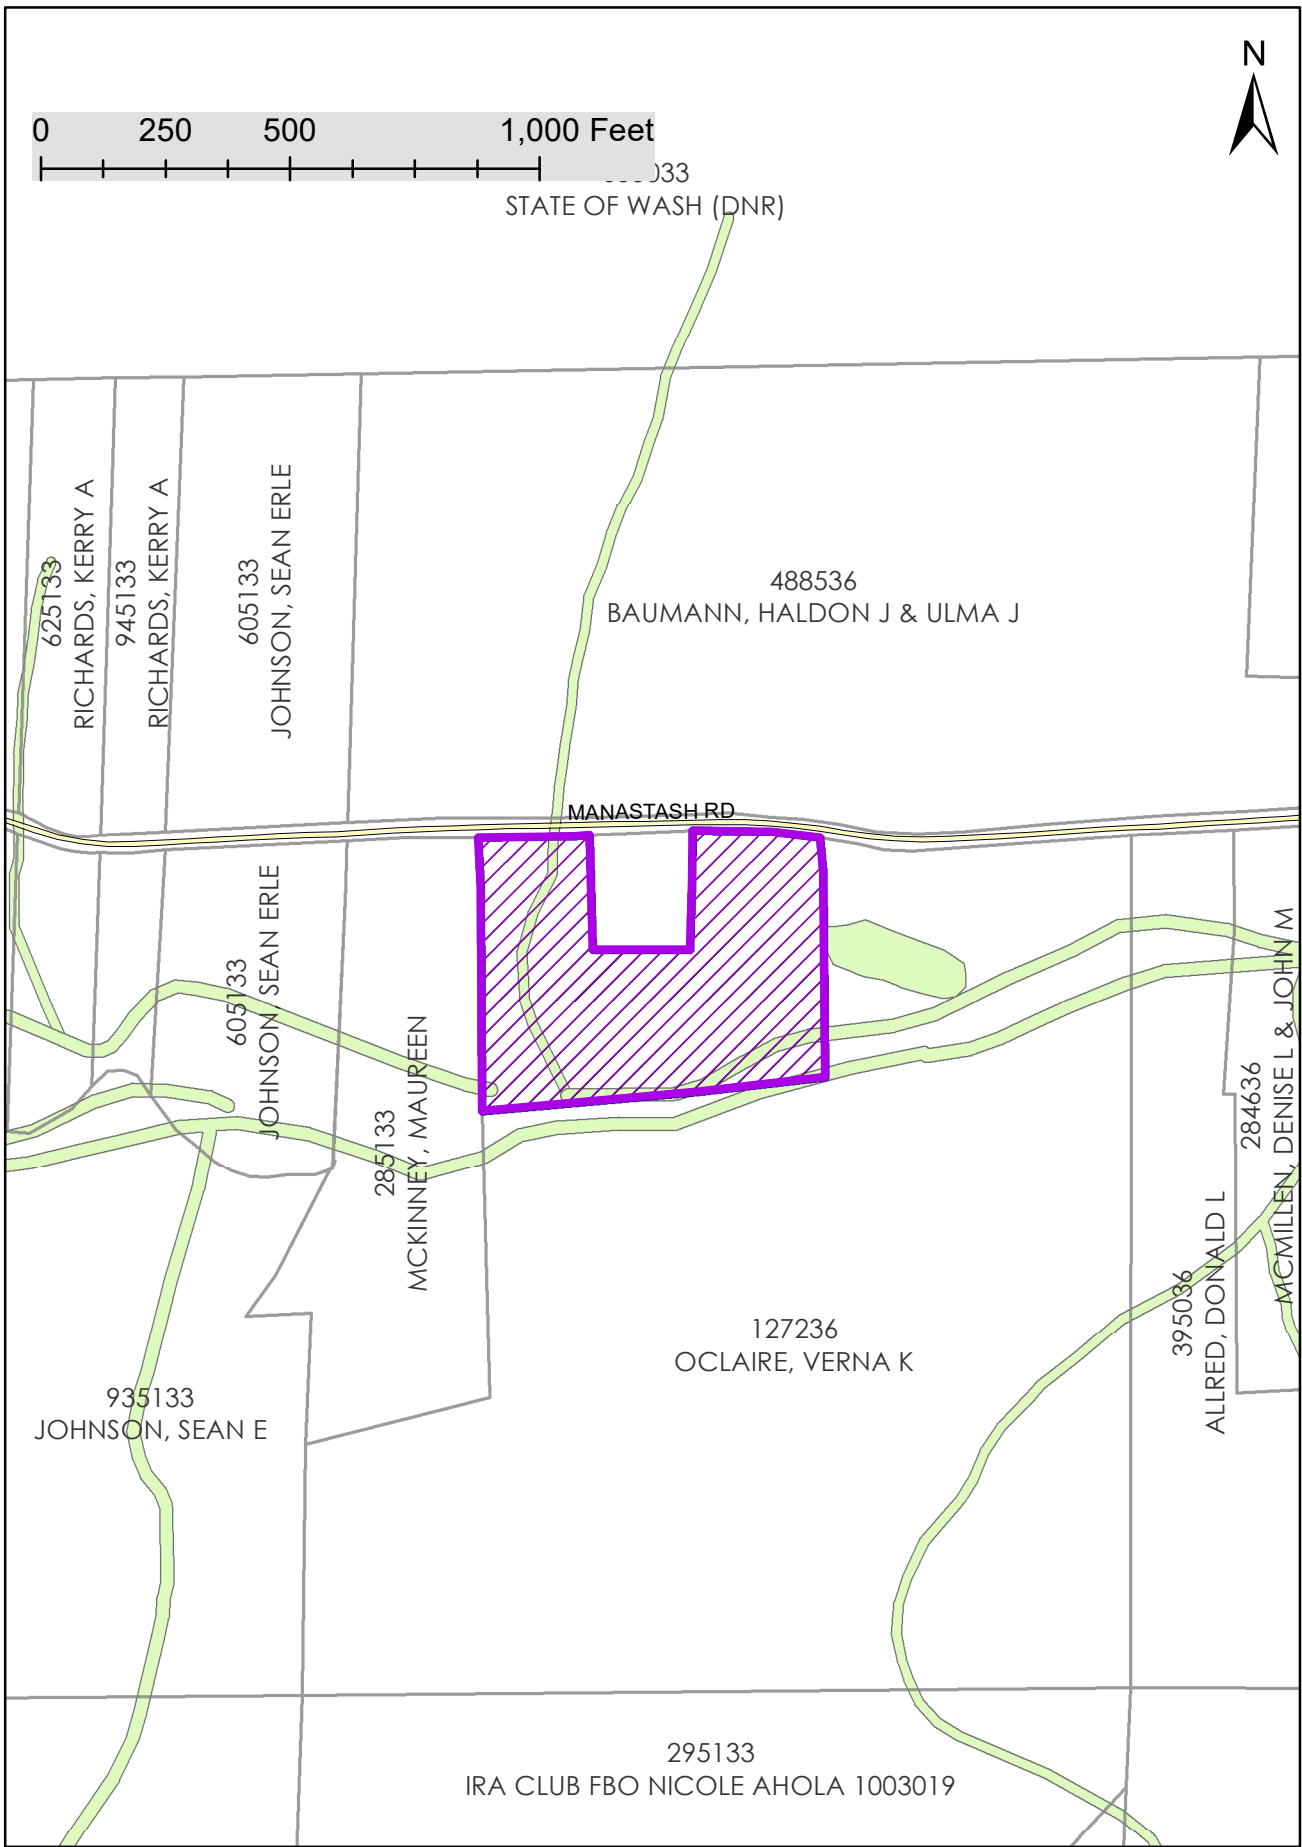 N
0 250 500 1,000 Feet
STATE OF WASH (DNR)
625133
RICHARDS, KERRY A
945133
RICHARDS, KERRY A
605133
JOHNSON, SEAN ERLE
488536
BAUMANN, HALDON J & ULMA J
MANASTASH RD
605133
JOHNSON, SEAN ERLE
285133
MCKINNEY, MAUREEN
284636
MCMILLEN, DENISE L & JOHN M
395036
ALLRED, DONALD L
127236
OCLAIRE, VERNA K
935133
JOHNSON, SEAN E
295133
IRA CLUB FBO NICOLE AHOLA 1003019